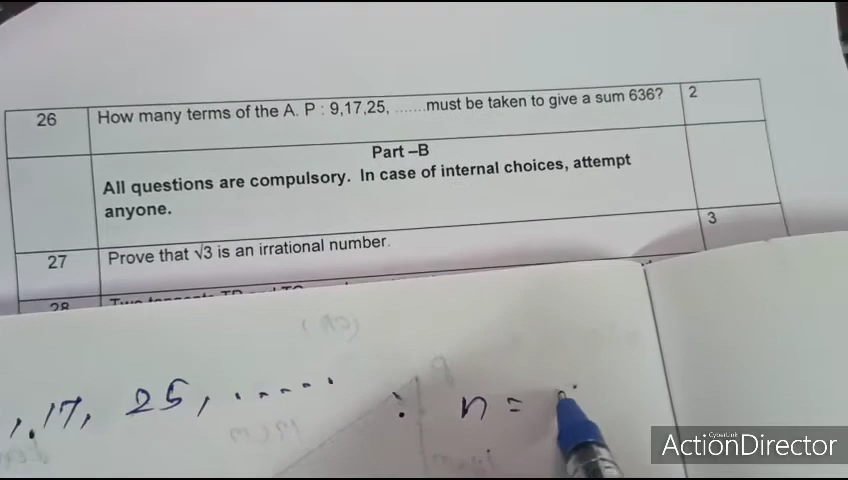 26 How many terms of the A. P : 9,17,25, .......must be taken to give a sum 636? 2
Part –B
All questions are compulsory. In case of internal choices, attempt
anyone.
27 Prove that √3 is an irrational number. 3
28
, 17, 25, ...... : n =
CyberLink
ActionDirector